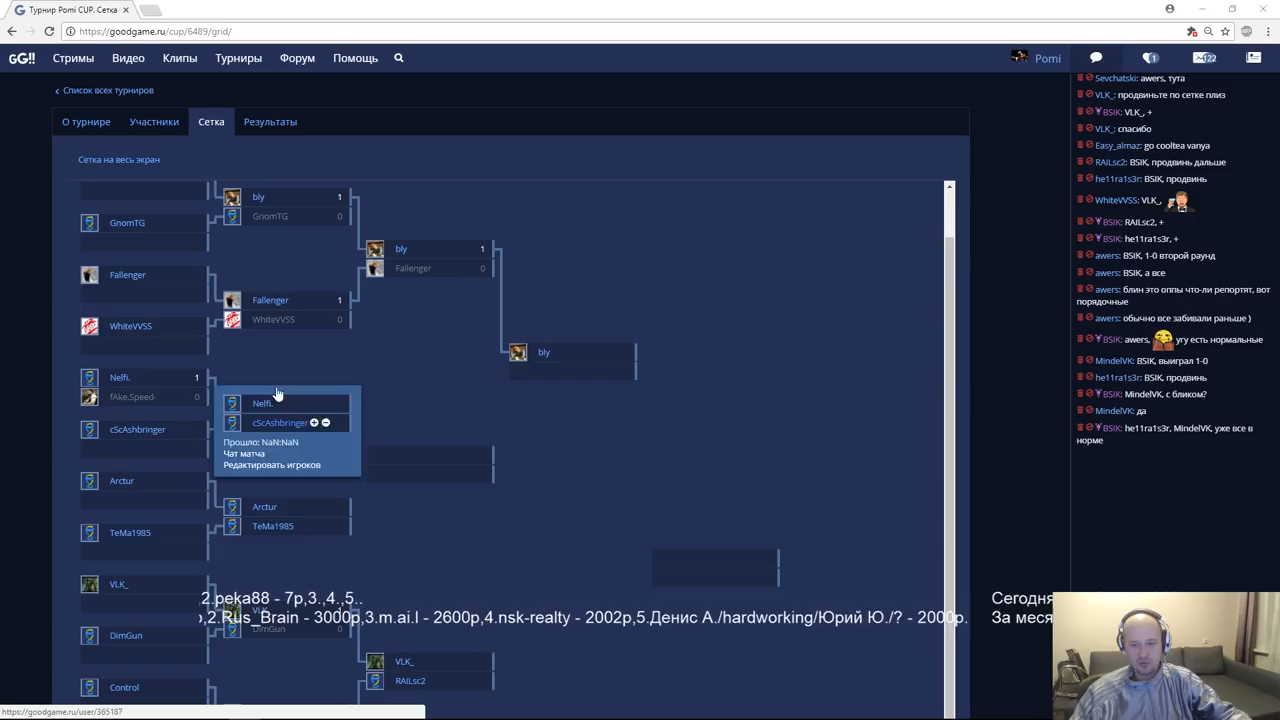 Турнир Pomi CUP. Сетка
https://goodgame.ru/cup/6489/grid/
GG!! Стримы Видео Клипы Турниры Форум Помощь Pomi 1 122
Список всех турниров
О турнире Участники Сетка Результаты
Сетка на весь экран
bly 1
GnomTG 0
GnomTG
bly 1
Fallenger 0
Fallenger
Fallenger 1
WhiteVVSS 0
WhiteVVSS
bly
Nelfi. 1
fAke.Speed- 0
Nelfi.
cScAshbringer
cScAshbringer
Прошло: NaN:NaN
Чат матча
Редактировать игроков
Arctur
Arctur
TeMa1985
TeMa1985
VLK_
DimGun
DimGun 0
VLK_
RAILsc2
Control
2.peka88 - 7р,3.,4.,5..
,2.Rus_Brain - 3000р,3.m.ai.l - 2600р,4.nsk-realty - 2002р,5.Денис А./hardworking/Юрий Ю./? - 2000р.
Сегодня
За меся
https://goodgame.ru/user/365187
Sevchatski: awers, тута
VLK_: продвиньте по сетке плиз
BSIK: VLK_, +
VLK_: спасибо
Easy_almaz: go cooltea vanya
RAILsc2: BSIK, продвинь дальше
he11ra1s3r: BSIK, продвинь
WhiteVVSS: VLK_,
BSIK: RAILsc2, +
BSIK: he11ra1s3r, +
awers: BSIK, 1-0 второй раунд
awers: BSIK, а все
awers: блин это оппы что-ли репортят, вот
порядочные
awers: обычно все забивали раньше )
BSIK: awers, угу есть нормальные
MindelVK: BSIK, выиграл 1-0
he11ra1s3r: BSIK, продвинь
BSIK: MindelVK, с бликом?
MindelVK: да
BSIK: he11ra1s3r, MindelVK, уже все в
норме